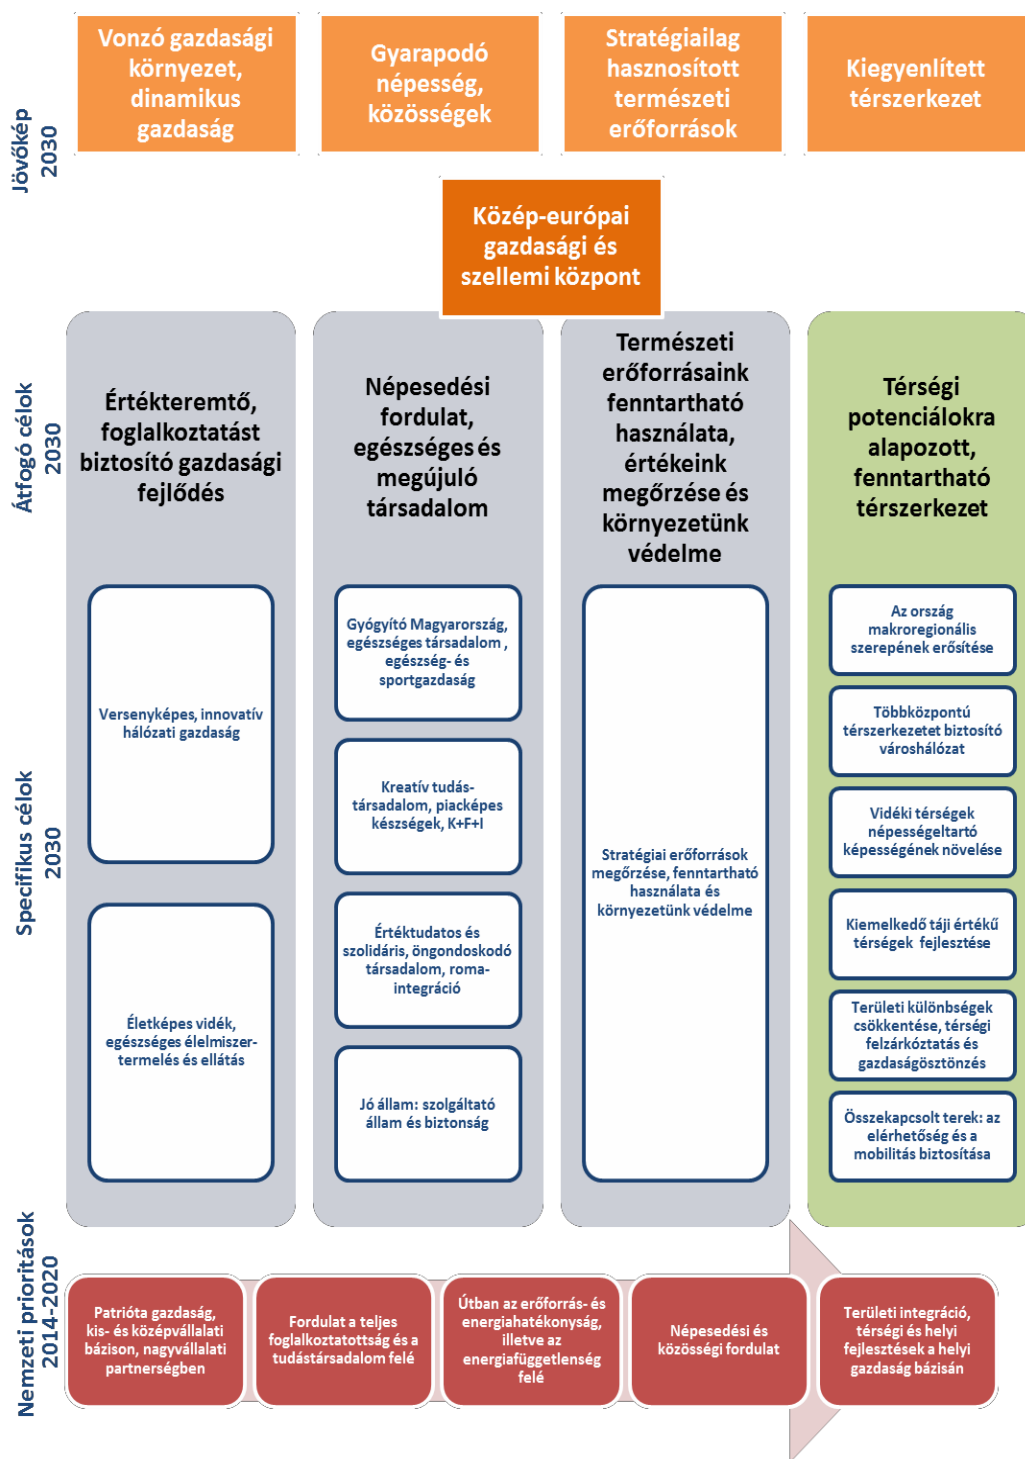 Jövőkép
2030
Vonzó gazdasági
környezet,
dinamikus
gazdaság
Gyarapodó
népesség,
közösségek
Stratégiailag
hasznosított
természeti
erőforrások
Kiegyenlített
térszerkezet
Közép-európai
gazdasági és
szellemi központ
Átfogó célok
2030
Értékteremtő,
foglalkoztatást
biztosító gazdasági
fejlődés
Népesedési
fordulat,
egészséges és
megújuló
társadalom
Természeti
erőforrásaink
fenntartható
használata,
értékeink
megőrzése és
környezetünk
védelme
Térségi
potenciálokra
alapozott,
fenntartható
térszerkezet
Specifikus célok
2030
Versenyképes, innovatív
hálózati gazdaság
Életképes vidék,
egészséges élelmiszer-
termelés és ellátás
Gyógyító Magyarország,
egészséges társadalom ,
egészség- és
sportgazdaság
Kreatív tudás-
társadalom, piacképes
készségek, K+F+I
Értéktudatos és
szolidáris, öngondoskodó
társadalom, roma-
integráció
Jó állam: szolgáltató
állam és biztonság
Stratégiai erőforrások
megőrzése, fenntartható
használata és
környezetünk védelme
Az ország
makroregionális
szerepének erősítése
Többközpontú
térszerkezetet biztosító
városhálózat
Vidéki térségek
népességeltartó
képességének növelése
Kiemelkedő táji értékű
térségek fejlesztése
Területi különbségek
csökkentése, térségi
felzárkóztatás és
gazdaságösztönzés
Összekapcsolt terek: az
elérhetőség és a
mobilitás biztosítása
Nemzeti prioritások
2014-2020
Patrióta gazdaság,
kis- és középvállalati
bázison, nagyvállalati
partnerségben
Fordulat a teljes
foglalkoztatottság és a
tudástársadalom felé
Útban az erőforrás- és
energiahatékonyság,
illetve az
energiafüggetlenség
felé
Népesedési és
közösségi fordulat
Területi integráció,
térségi és helyi
fejlesztések a helyi
gazdaság bázisán